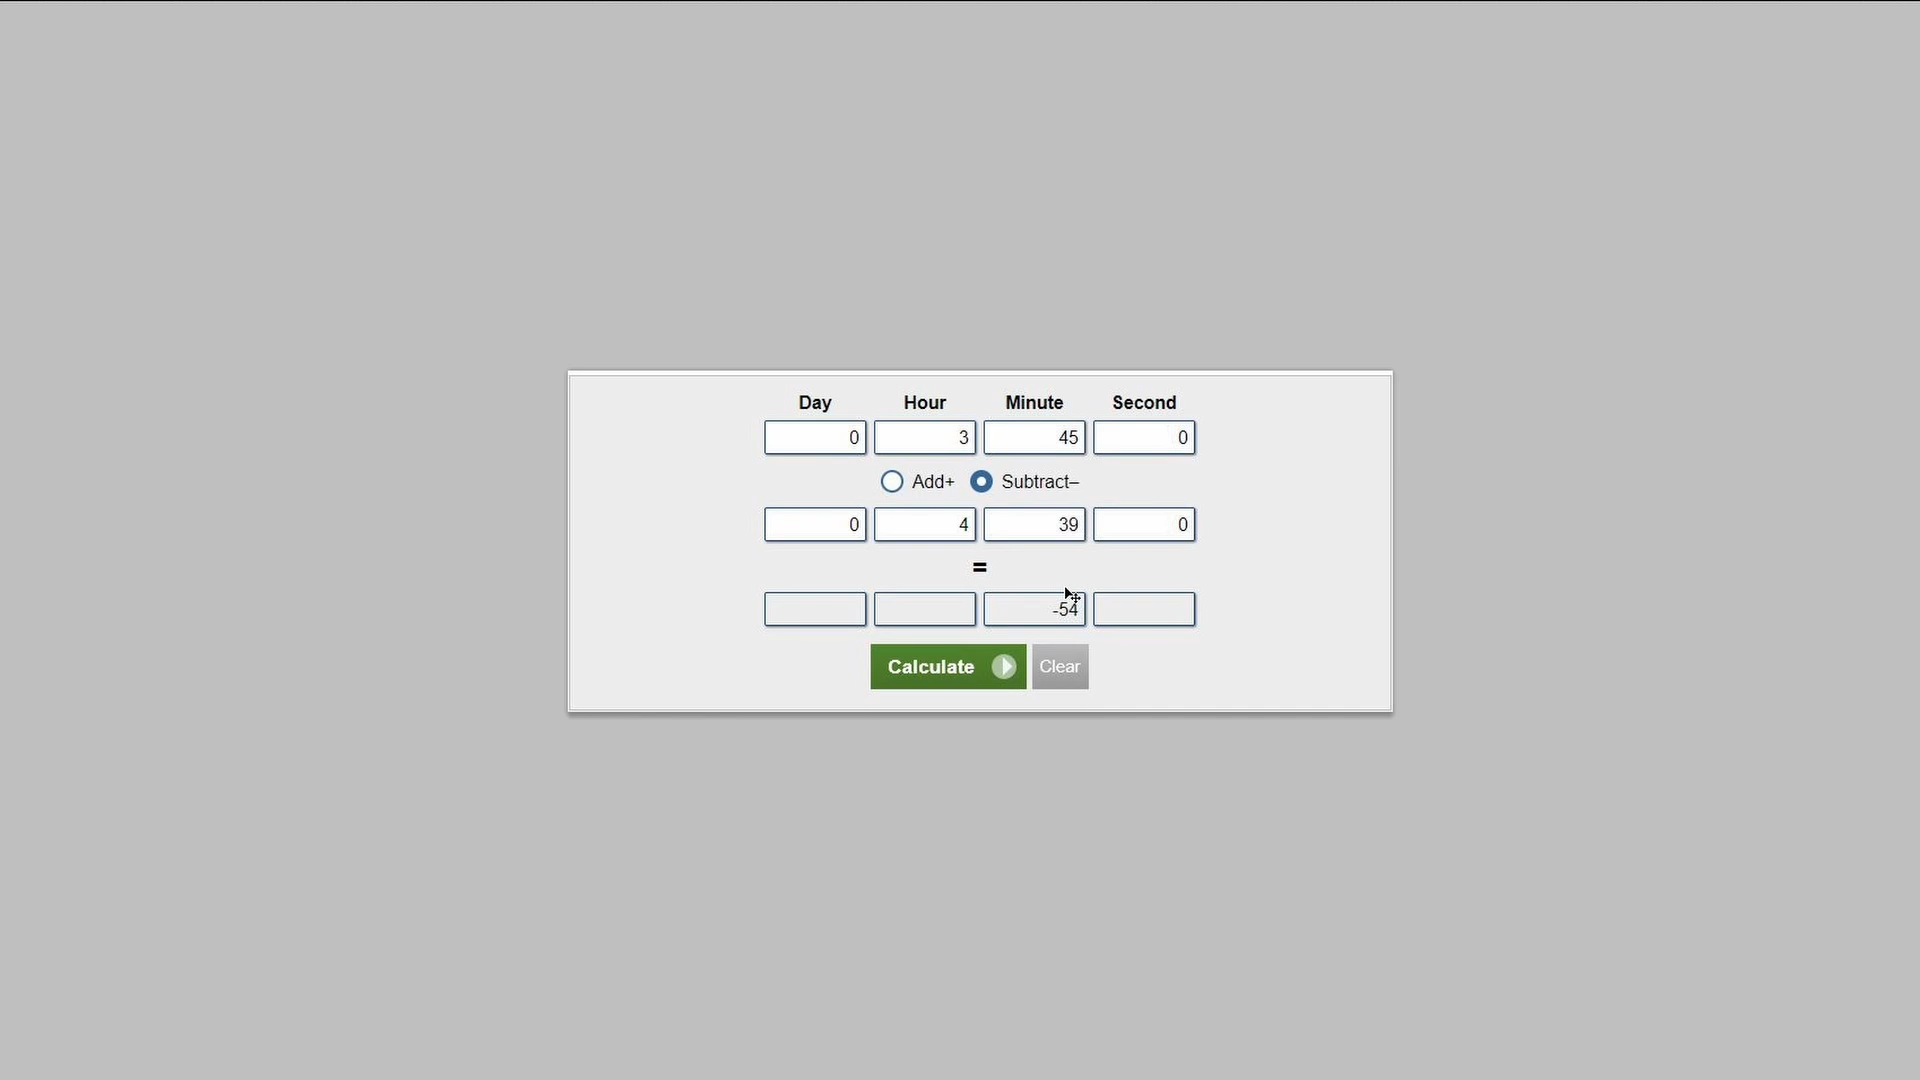 Day Hour Minute Second
0 3 45 0
Add+ Subtract–
0 4 39 0
=
-54
Calculate Clear